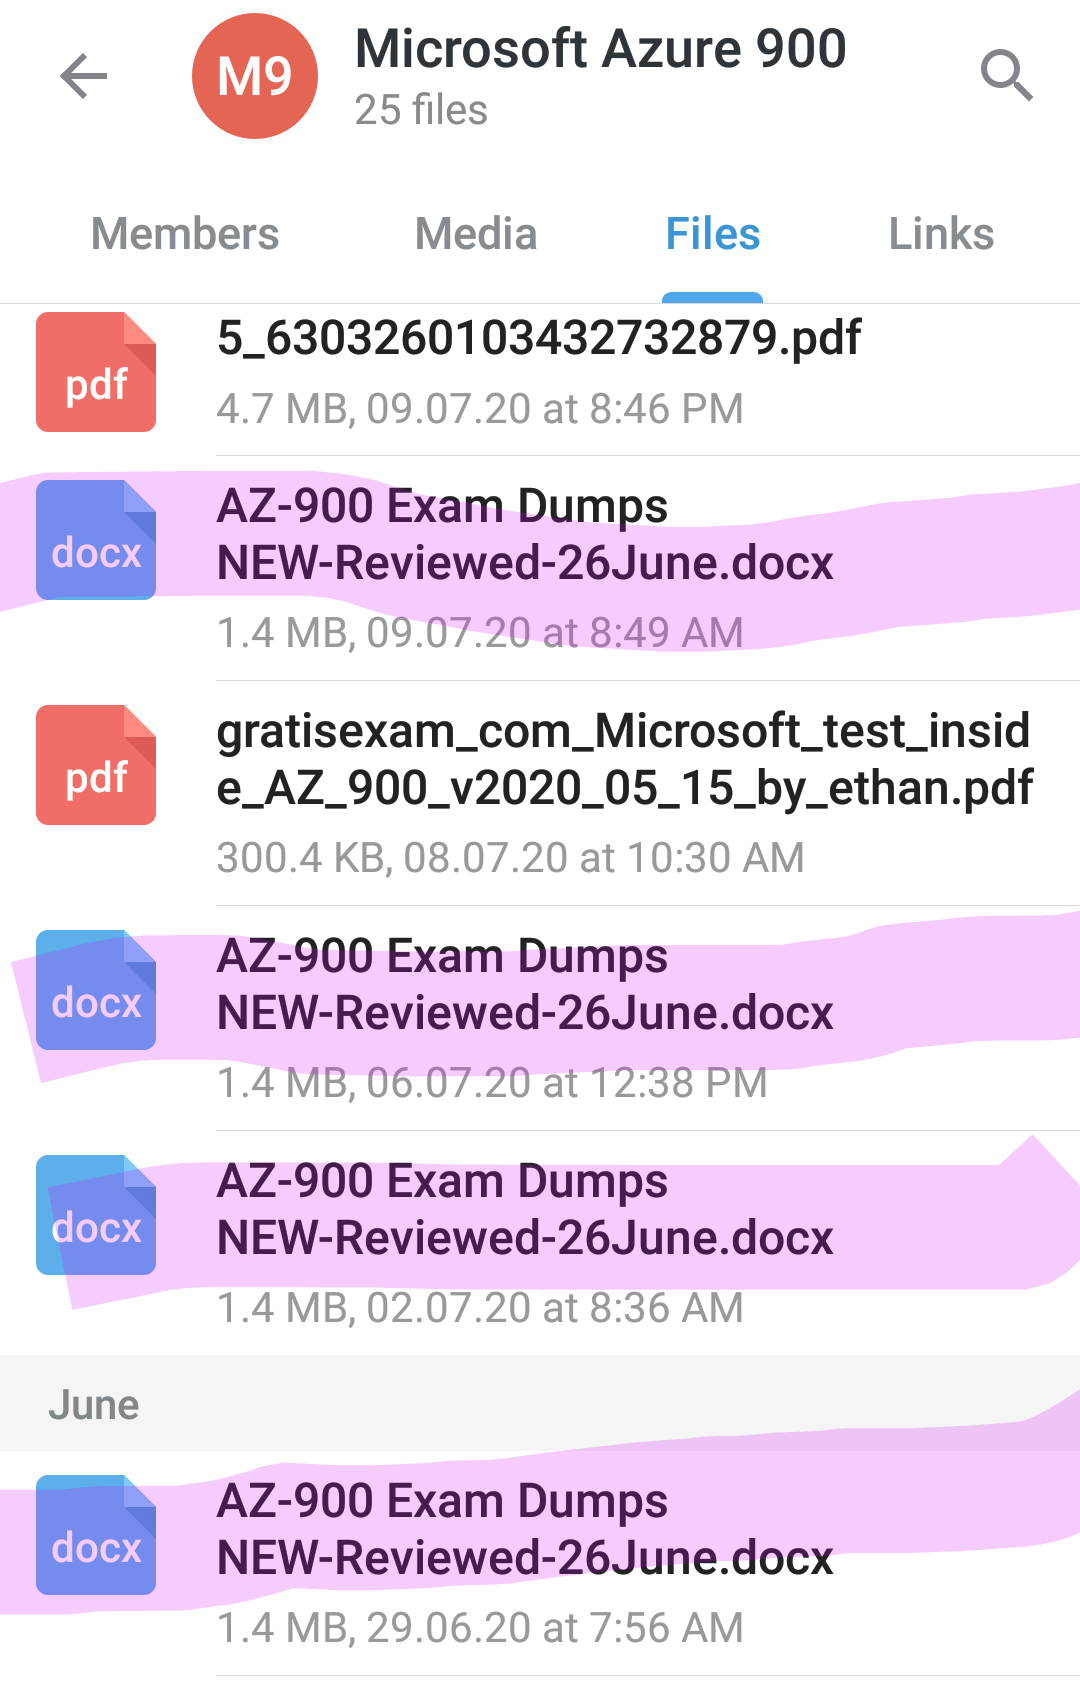 M9
Microsoft Azure 900
25 files
Members Media Files Links
pdf
5_6303260103432732879.pdf
4.7 MB, 09.07.20 at 8:46 PM
docx
AZ-900 Exam Dumps
NEW-Reviewed-26June.docx
1.4 MB, 09.07.20 at 8:49 AM
pdf
gratisexam_com_Microsoft_test_insid
e_AZ_900_v2020_05_15_by_ethan.pdf
300.4 KB, 08.07.20 at 10:30 AM
docx
AZ-900 Exam Dumps
NEW-Reviewed-26June.docx
1.4 MB, 06.07.20 at 12:38 PM
docx
AZ-900 Exam Dumps
NEW-Reviewed-26June.docx
1.4 MB, 02.07.20 at 8:36 AM
June
docx
AZ-900 Exam Dumps
NEW-Reviewed-26June.docx
1.4 MB, 29.06.20 at 7:56 AM